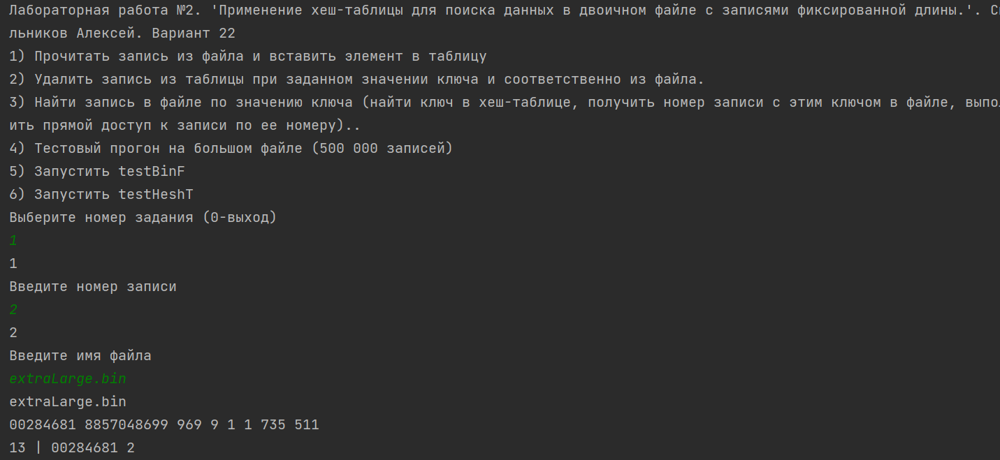 Лабораторная работа №2. 'Применение хеш-таблицы для поиска данных в двоичном файле с записями фиксированной длины.'.
льников Алексей. Вариант 22
1) Прочитать запись из файла и вставить элемент в таблицу
2) Удалить запись из таблицы при заданном значении ключа и соответственно из файла.
3) Найти запись в файле по значению ключа (найти ключ в хеш-таблице, получить номер записи с этим ключом в файле, выпол
ить прямой доступ к записи по ее номеру)..
4) Тестовый прогон на большом файле (500 000 записей)
5) Запустить testBinF
6) Запустить testHeshT
Выберите номер задания (0-выход)
1
1
Введите номер записи
2
2
Введите имя файла
extraLarge.bin
extraLarge.bin
00284681 8857048699 969 9 1 1 735 511
13 | 00284681 2